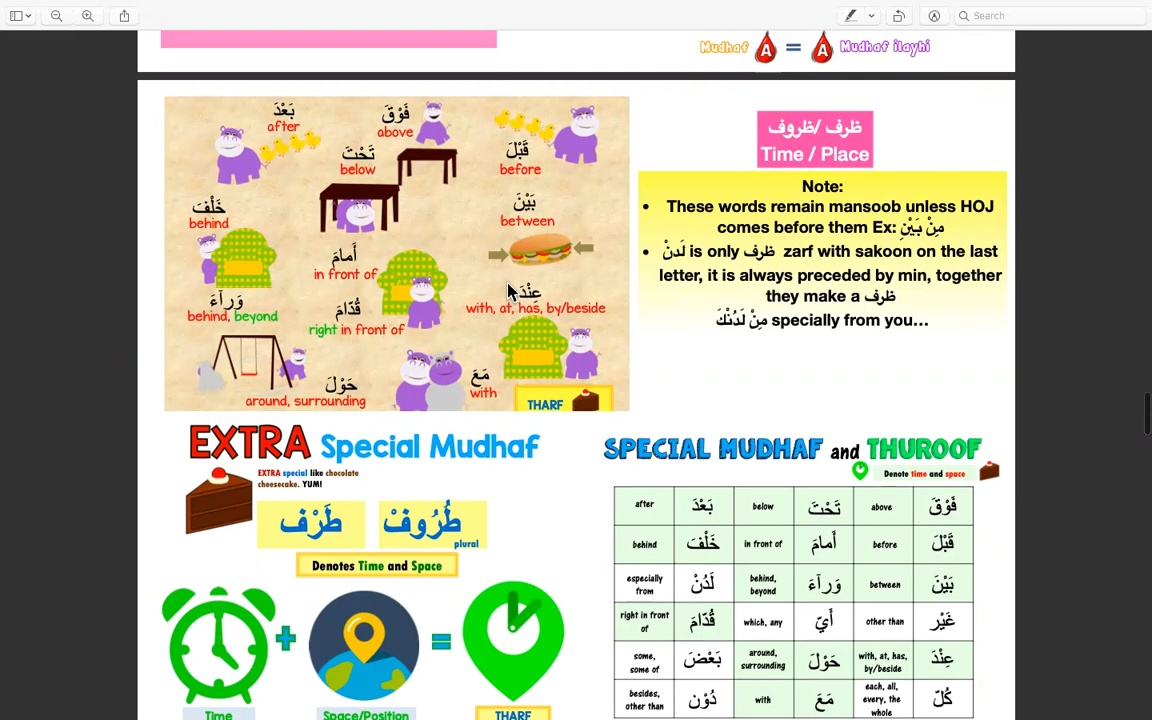 Search
Mudhaf A = A Mudhaf ilayhi
بَعْدَ
after
فَوْقَ
above
قَبْلَ
before
تَحْتَ
below
بَيْنَ
between
خَلْفَ
behind
أَمامَ
in front of
عِنْدَ
with, at, has, by/beside
وَرآءَ
behind, beyond
قُدّامَ
right in front of
حَوْلَ
around, surrounding
مَعَ
with
THARF
ظرف /ظروف
Time / Place
Note:
• These words remain mansoob unless HOJ
comes before them Ex: مِنْ بَيْنِ
• لَدنْ is only ظرف zarf with sakoon on the last
letter, it is always preceded by min, together
they make a ظرف
مِنْ لَدُنْكَ specially from you...
EXTRA Special Mudhaf
EXTRA special like chocolate
cheesecake. YUM!
ظَرْف ظُرُوفْ
plural
Denotes Time and Space
Time
Space/Position
THARF
SPECIAL MUDHAF and THUROOF
Denote time and space
after بَعْدَ below تَحْتَ above فَوْقَ
behind خَلْفَ in front of أَمامَ before قَبْلَ
especially from لَدُنْ behind, beyond وَرآءَ between بَيْنَ
right in front of قُدّامَ which, any أَيّ other than غَيْر
some, some of بَعْضَ around, surrounding حَوْلَ with, at, has, by/beside عِنْدَ
besides, other than دُوْن with مَعَ each, all, every, the whole كُلّ